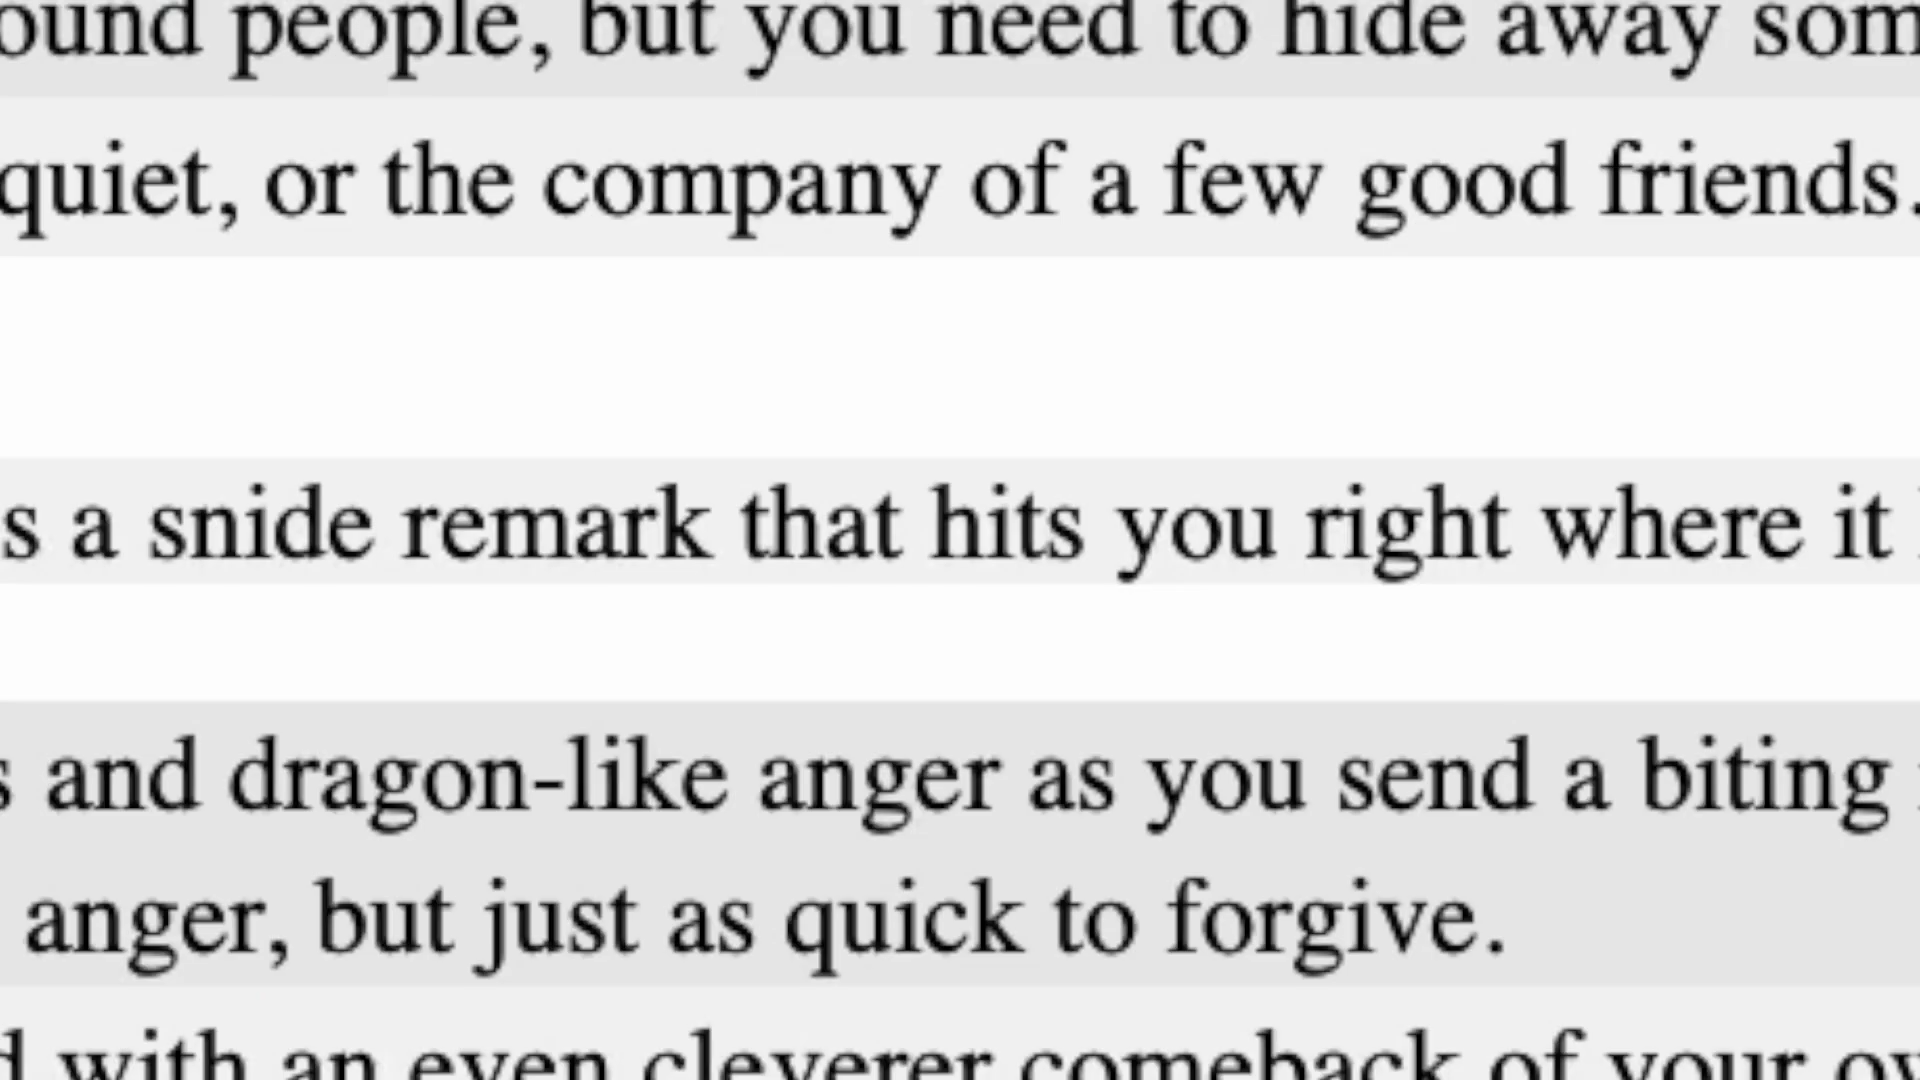 ound people, but you need to hide away som
quiet, or the company of a few good friends.
s a snide remark that hits you right where it
s and dragon-like anger as you send a biting
anger, but just as quick to forgive.
d with an even cleverer comeback of your ow